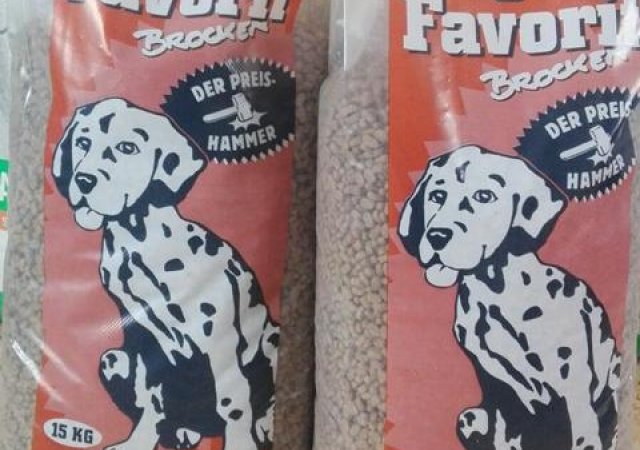 Favorit
BROCKEN
DER PREIS-
HAMMER
15 KG
Favorit
BROCKEN
DER PREIS
HAMMER